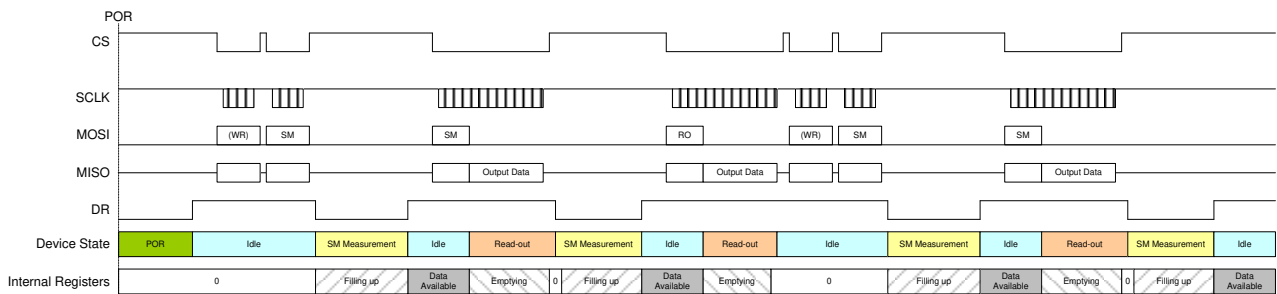 POR
CS
SCLK
MOSI (WR) SM SM RO (WR) SM SM
MISO Output Data Output Data Output Data
DR
Device State POR Idle SM Measurement Idle Read-out SM Measurement Idle Read-out Idle SM Measurement Idle Read-out SM Measurement Idle
Internal Registers 0 Filling up Data Available Emptying 0 Filling up Data Available Emptying 0 Filling up Data Available Emptying 0 Filling up Data Available